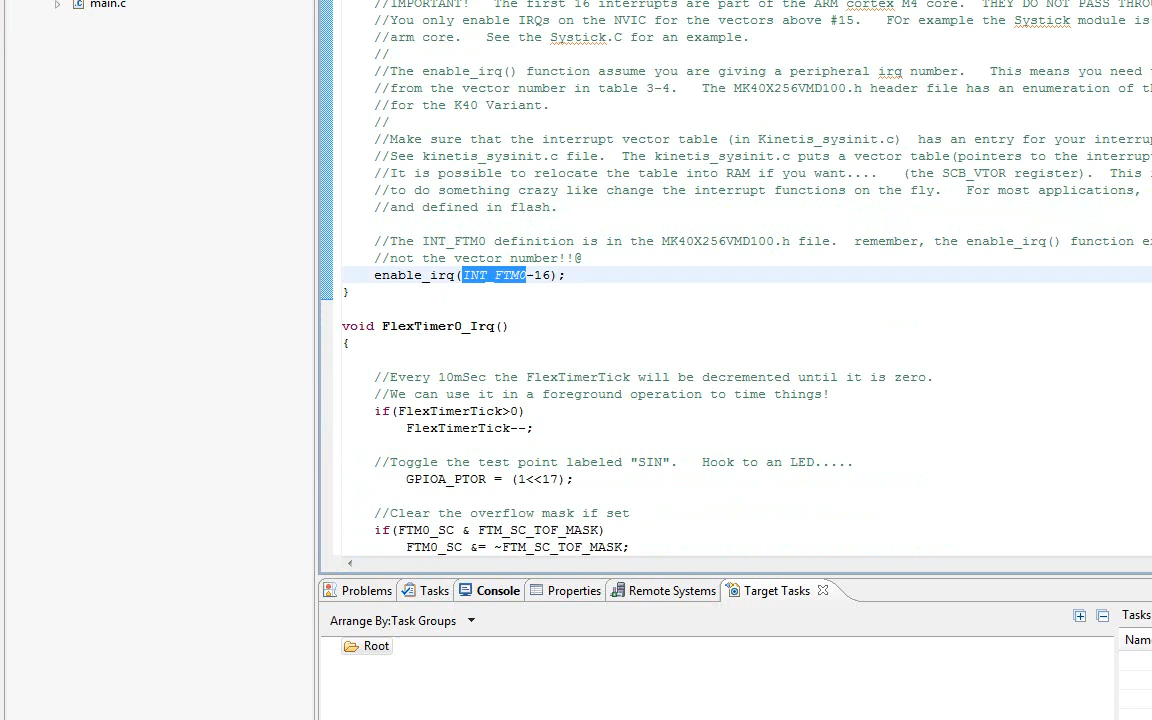 main.c
//IMPORTANT!   The first 16 interrupts are part of the ARM cortex M4 core.  THEY DO NOT PASS THROU
//You only enable IRQs on the NVIC for the vectors above #15.   FOr example the Systick module is
//arm core.   See the Systick.C for an example.
//
//The enable_irq() function assume you are giving a peripheral irq number.   This means you need t
//from the vector number in table 3-4.   The MK40X256VMD100.h header file has an enumeration of th
//for the K40 Variant.
//
//Make sure that the interrupt vector table (in Kinetis_sysinit.c)  has an entry for your interrup
//See kinetis_sysinit.c file.  The kinetis_sysinit.c puts a vector table(pointers to the interrupt
//It is possible to relocate the table into RAM if you want....   (the SCB_VTOR register).  This i
//to do something crazy like change the interrupt functions on the fly.   For most applications,
//and defined in flash.
//The INT_FTM0 definition is in the MK40X256VMD100.h file.  remember, the enable_irq() function ex
//not the vector number!!@
enable_irq(INT_FTM0-16);
}
void FlexTimer0_Irq()
{
//Every 10mSec the FlexTimerTick will be decremented until it is zero.
//We can use it in a foreground operation to time things!
if(FlexTimerTick>0)
FlexTimerTick--;
//Toggle the test point labeled "SIN".   Hook to an LED.....
GPIOA_PTOR = (1<<17);
//Clear the overflow mask if set
if(FTM0_SC & FTM_SC_TOF_MASK)
FTM0_SC &= ~FTM_SC_TOF_MASK;
Problems Tasks Console Properties Remote Systems Target Tasks
Arrange By:Task Groups
Tasks
Root
Name